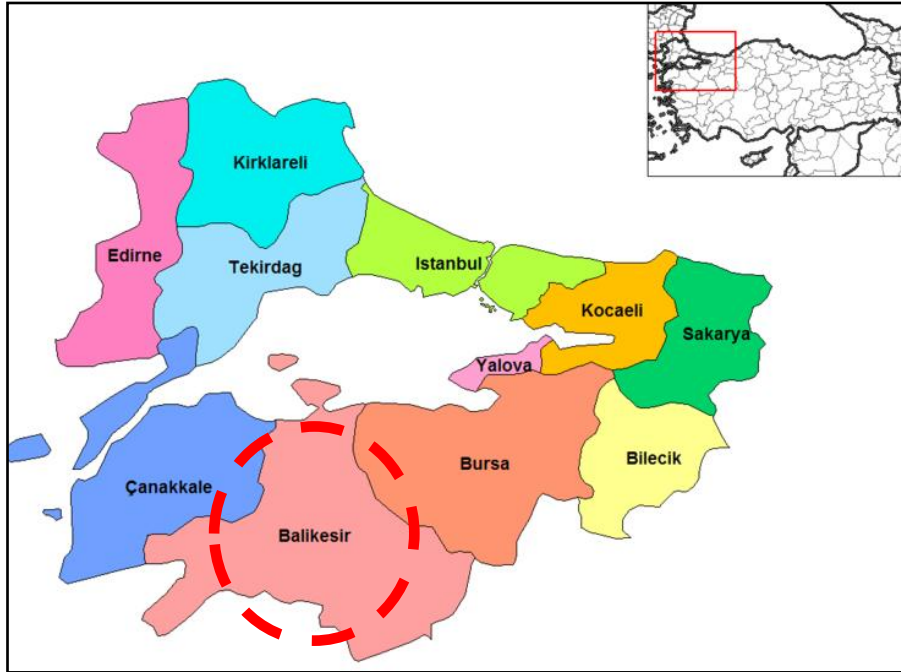 Kirklareli
Edirne
Tekirdag
Istanbul
Kocaeli
Sakarya
Yalova
Çanakkale
Bursa
Bilecik
Balikesir